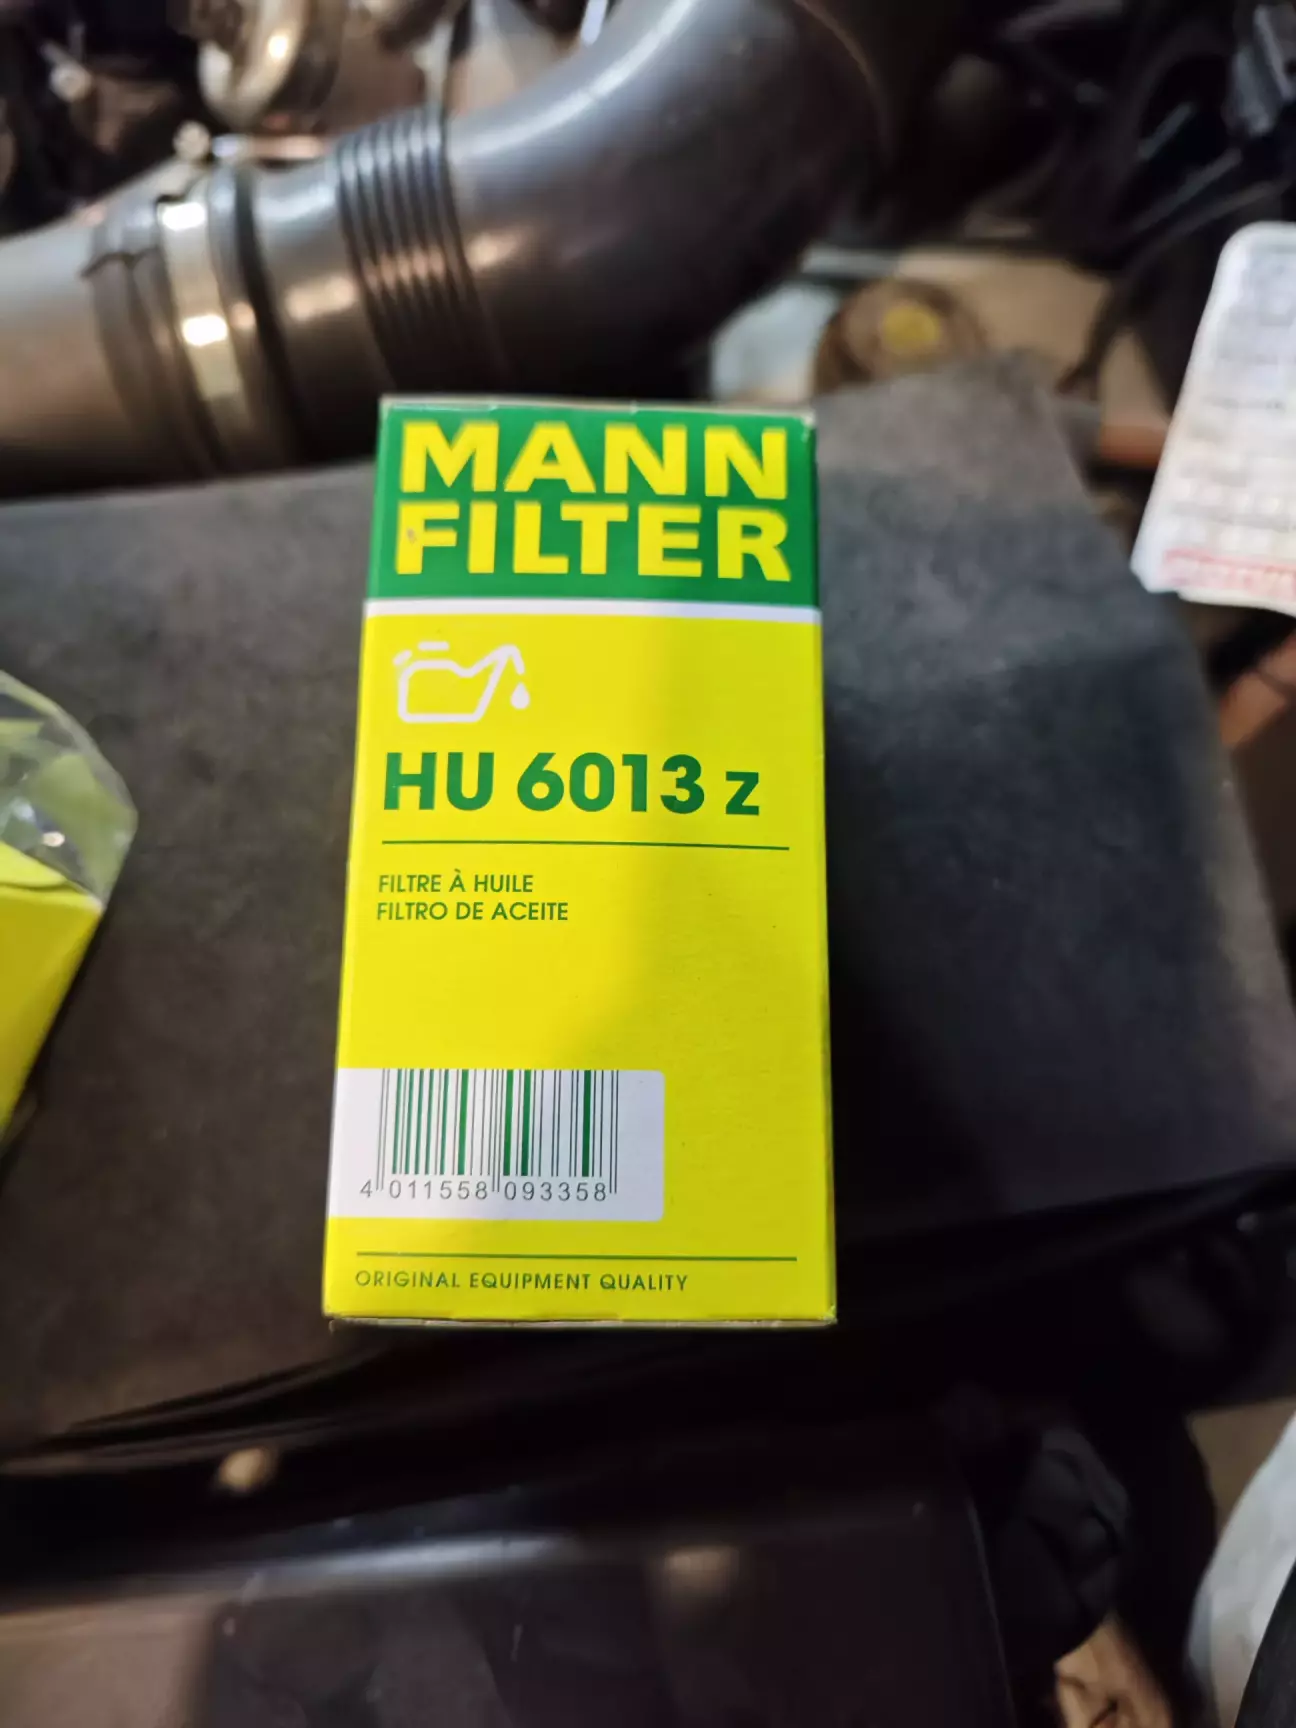 MANN
FILTER
HU 6013 z
FILTRE À HUILE
FILTRO DE ACEITE
4 011558 093358
ORIGINAL EQUIPMENT QUALITY